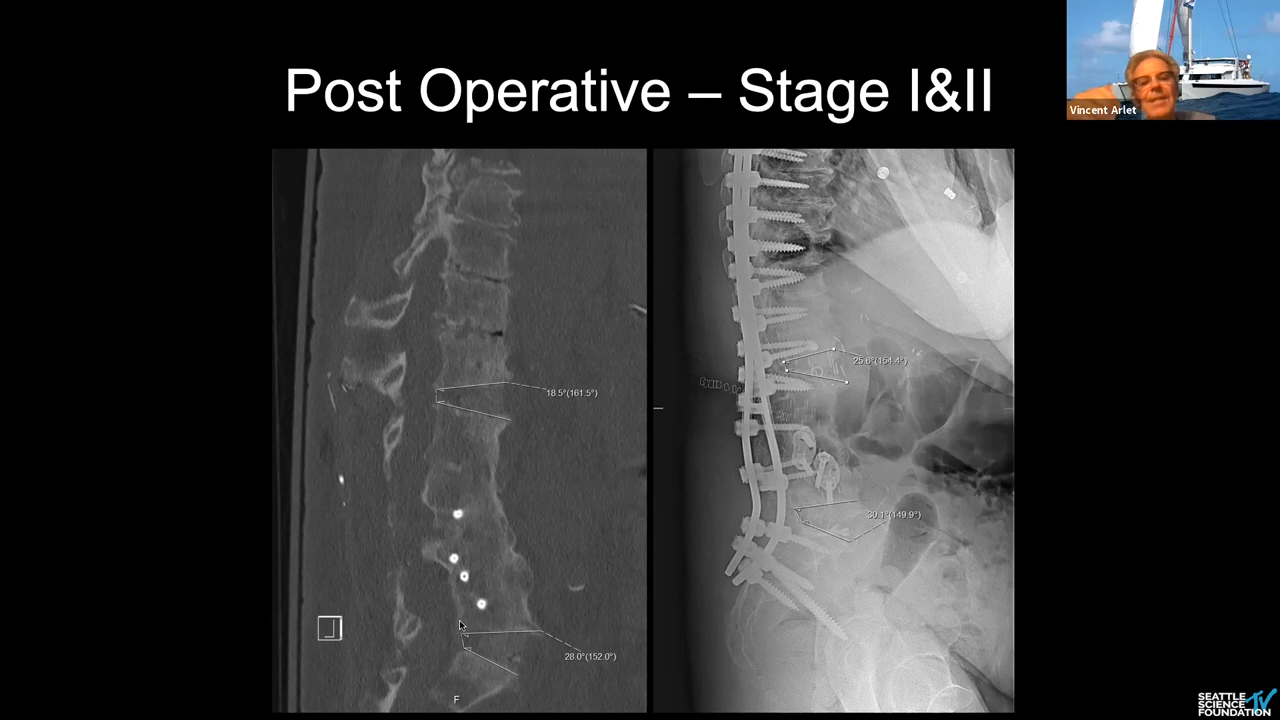 Post Operative – Stage I&II
Vincent Arlet
18.5°(161.5°)
28.0°(152.0°)
F
25.6°(154.4°)
30.1°(149.9°)
SEATTLE
SCIENCE
FOUNDATION
TV